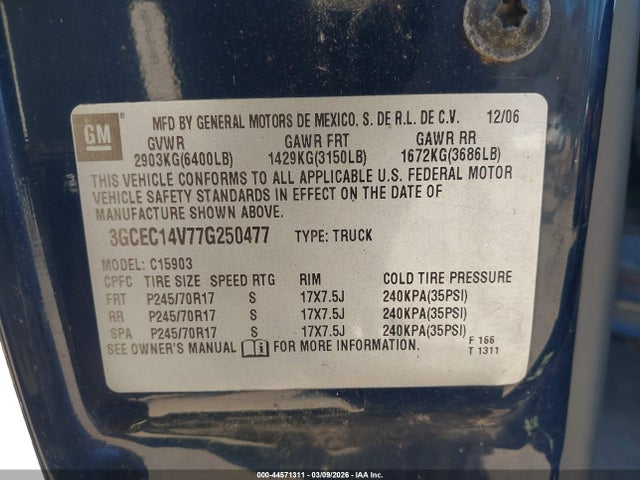 GM
MFD BY GENERAL MOTORS DE MEXICO, S. DE R.L. DE C.V. 12/06
GVWR GAWR FRT GAWR RR
2903KG(6400LB) 1429KG(3150LB) 1672KG(3686LB)
THIS VEHICLE CONFORMS TO ALL APPLICABLE U.S. FEDERAL MOTOR
VEHICLE SAFETY STANDARDS IN EFFECT ON THE DATE OF
MANUFACTURE SHOWN ABOVE.
3GCEC14V77G250477 TYPE: TRUCK
MODEL: C15903
CPFC TIRE SIZE SPEED RTG RIM COLD TIRE PRESSURE
FRT P245/70R17 S 17X7.5J 240KPA(35PSI)
RR P245/70R17 S 17X7.5J 240KPA(35PSI)
SPA P245/70R17 S 17X7.5J 240KPA(35PSI)
SEE OWNER'S MANUAL FOR MORE INFORMATION. F 166
T 1311
000-44571311 - 03/09/2026 - IAA Inc.